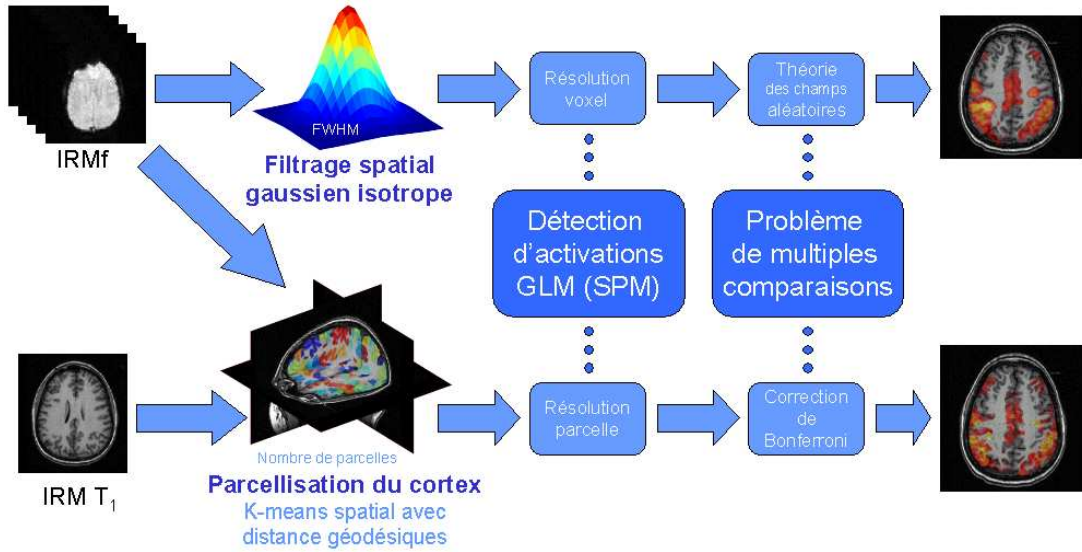 IRMf
FWHM
Filtrage spatial
gaussien isotrope
Résolution
voxel
Théorie
des champs
aléatoires
Détection
d'activations
GLM (SPM)
Problème
de multiples
comparaisons
IRM T1
Nombre de parcelles
Parcellisation du cortex
K-means spatial avec
distance géodésiques
Résolution
parcelle
Correction
de
Bonferroni